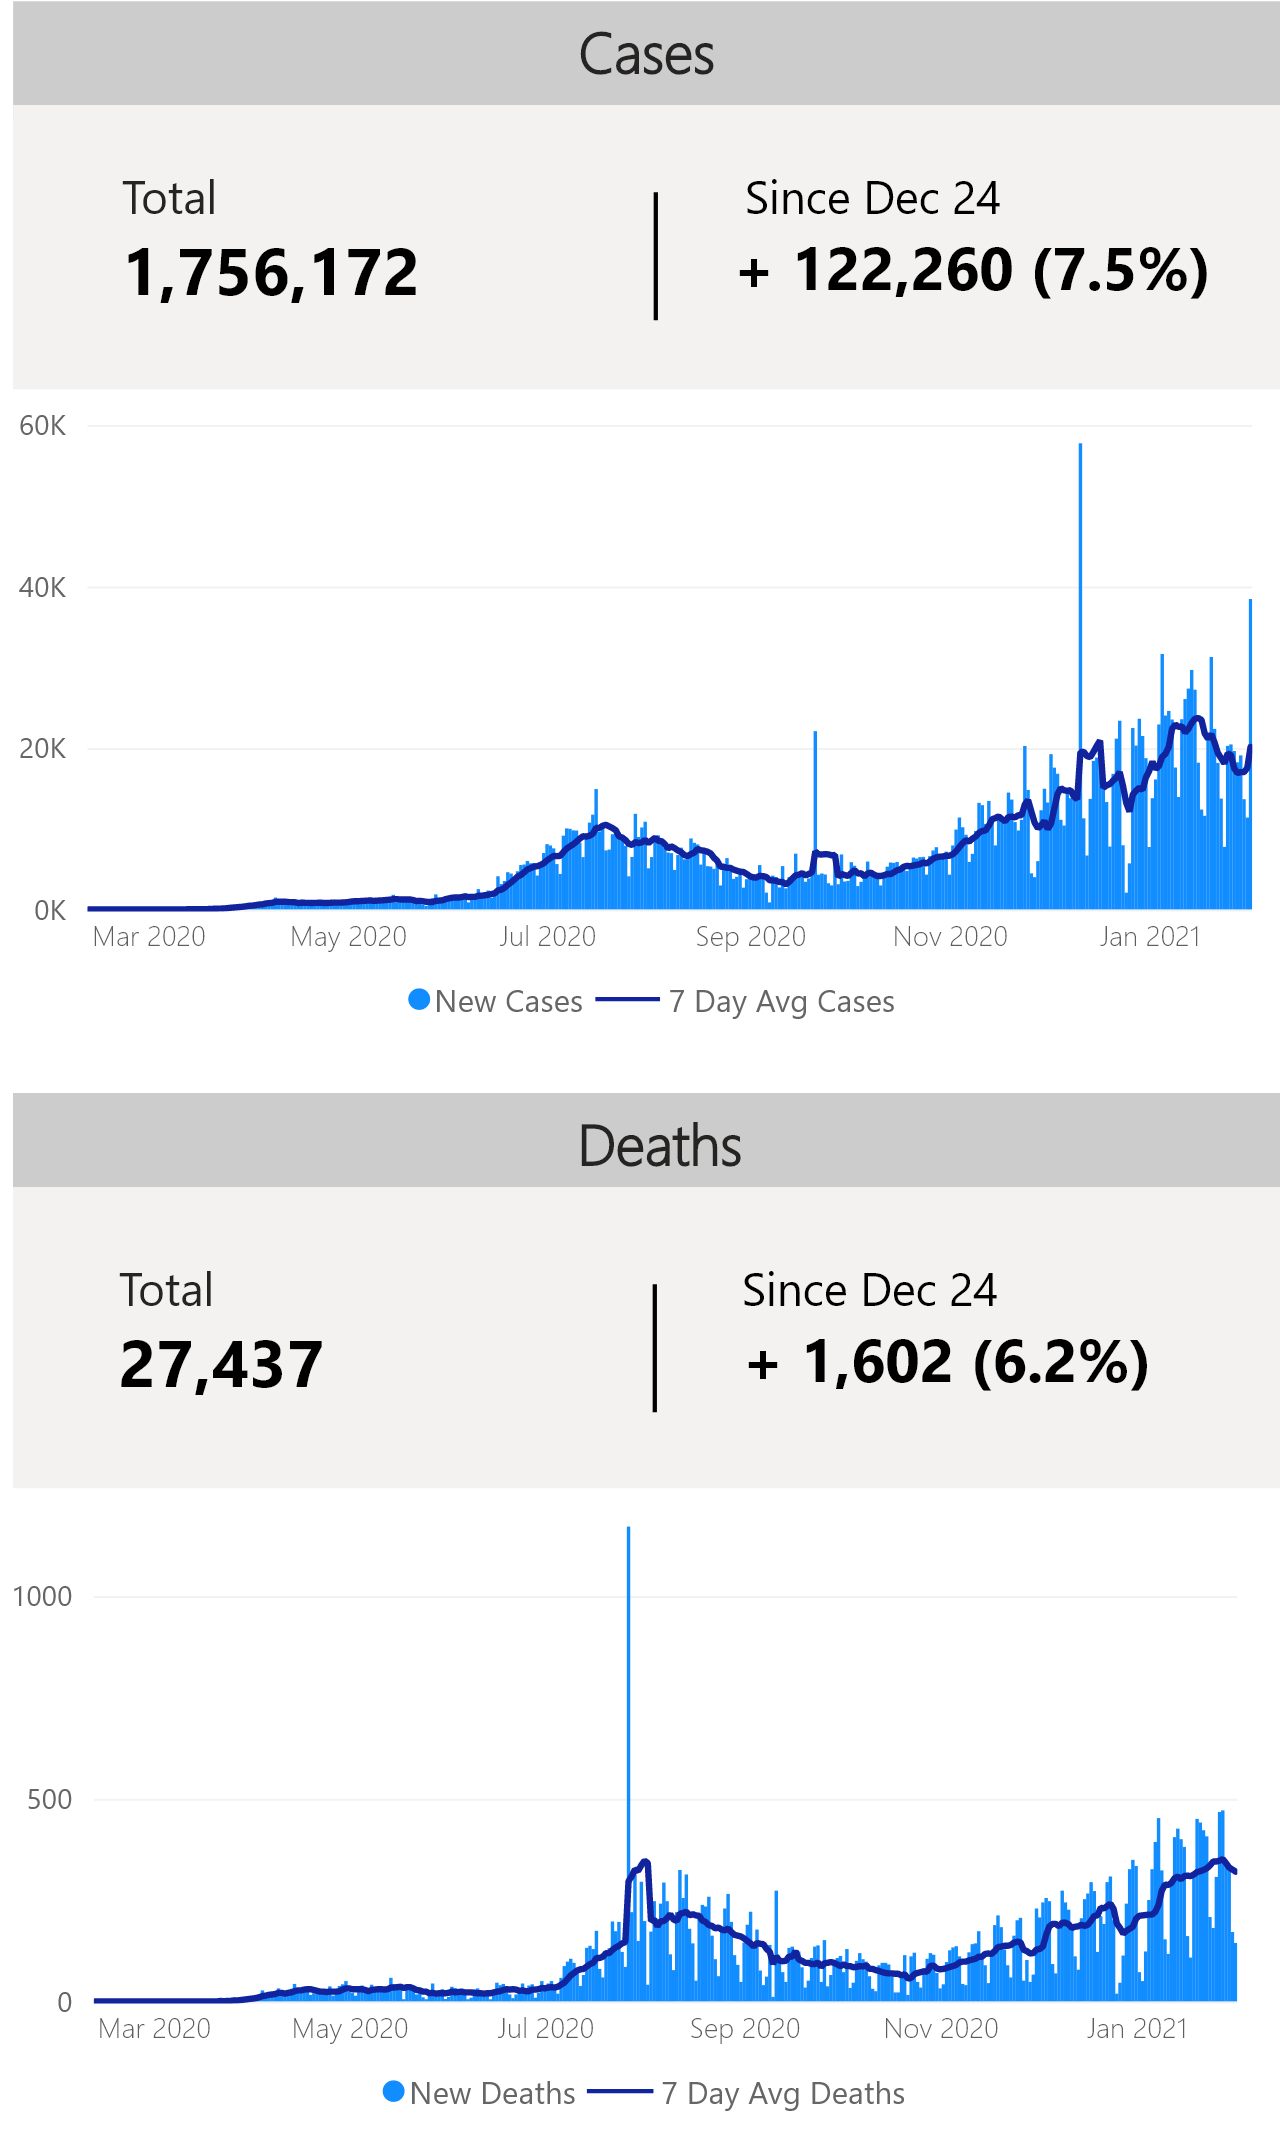 Cases
Total
Since Dec 24
1,756,172
+ 122,260 (7.5%)
60K
40K
20K
0K
Mar 2020 May 2020 Jul 2020 Sep 2020 Nov 2020 Jan 2021
New Cases 7 Day Avg Cases
Deaths
Total
Since Dec 24
27,437
+ 1,602 (6.2%)
1000
500
0
Mar 2020 May 2020 Jul 2020 Sep 2020 Nov 2020 Jan 2021
New Deaths 7 Day Avg Deaths